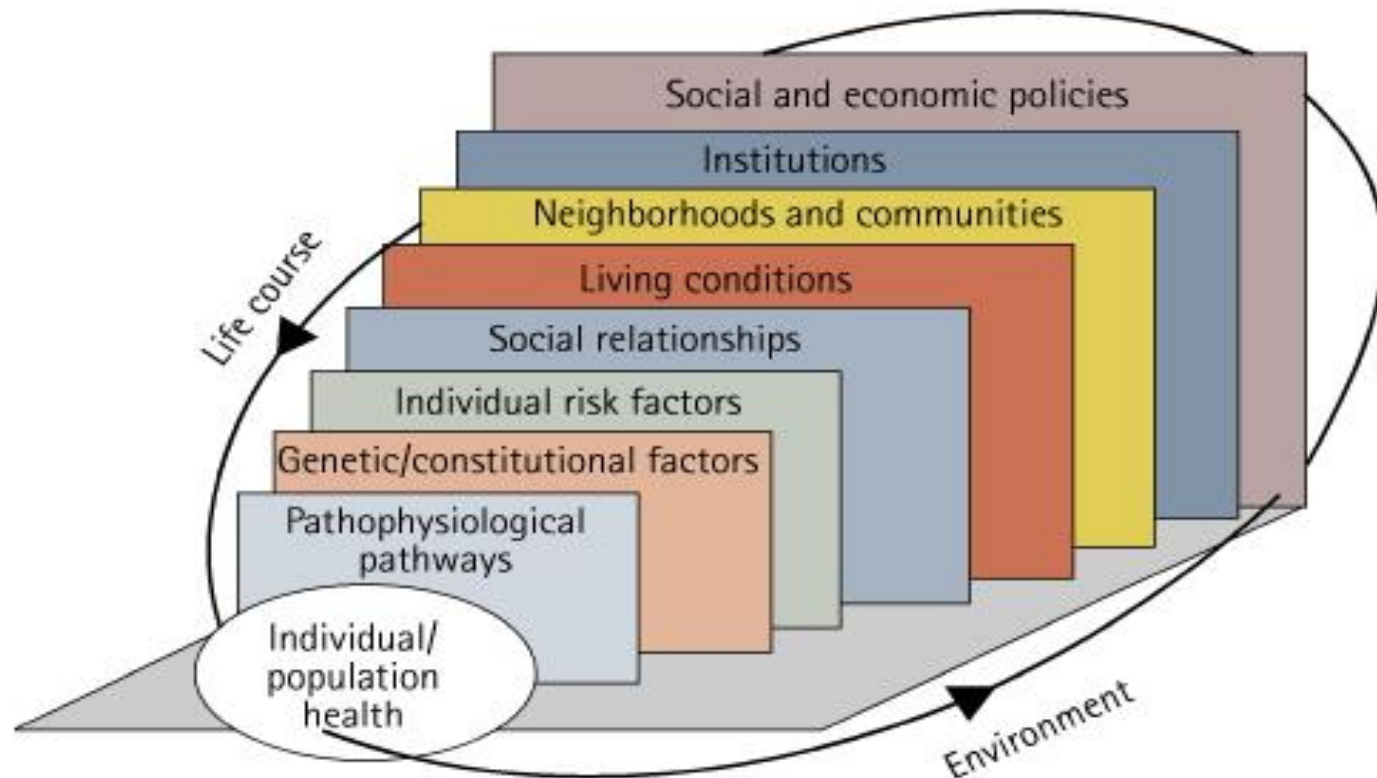 Social and economic policies
Institutions
Neighborhoods and communities
Living conditions
Social relationships
Individual risk factors
Genetic/constitutional factors
Pathophysiological
pathways
Individual/
population
health
Life course
Environment